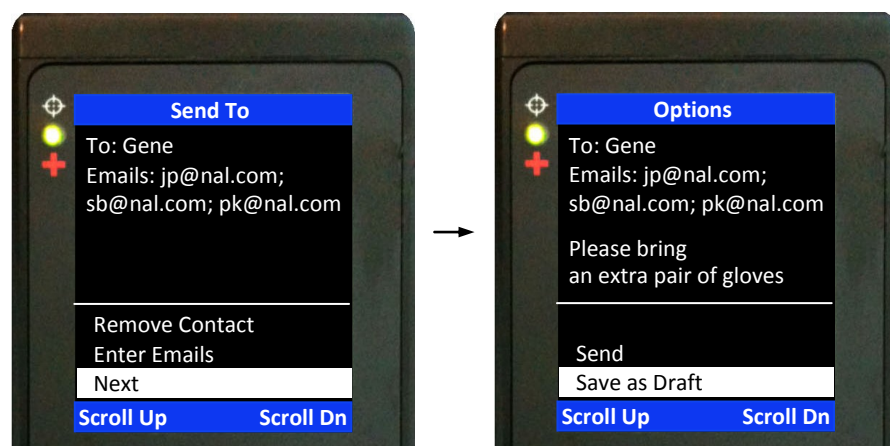 Send To
To: Gene
Emails: jp@nal.com;
sb@nal.com; pk@nal.com
Remove Contact
Enter Emails
Next
Scroll Up Scroll Dn
Options
To: Gene
Emails: jp@nal.com;
sb@nal.com; pk@nal.com
Please bring
an extra pair of gloves
Send
Save as Draft
Scroll Up Scroll Dn